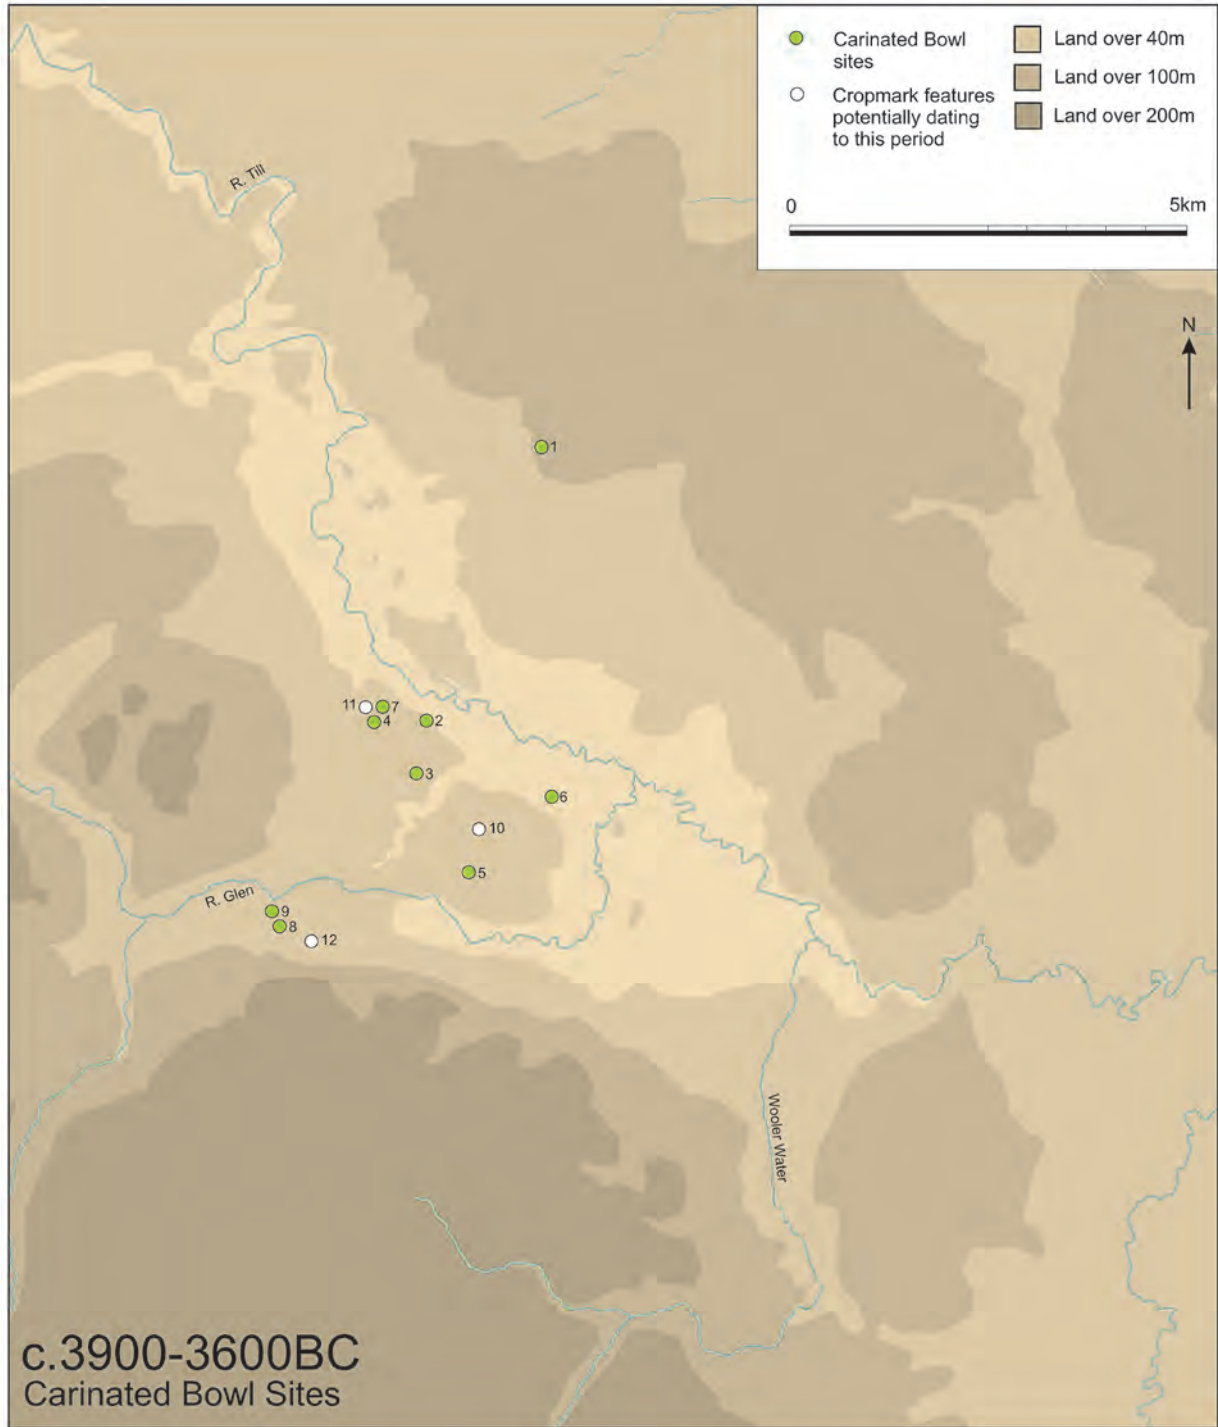 Carinated Bowl
sites
Cropmark features
potentially dating
to this period
Land over 40m
Land over 100m
Land over 200m
0 5km
N
R. Till
1
11 7
4 2
3
6
10
5
R. Glen
9
8
12
Wooler Water
c.3900-3600BC
Carinated Bowl Sites